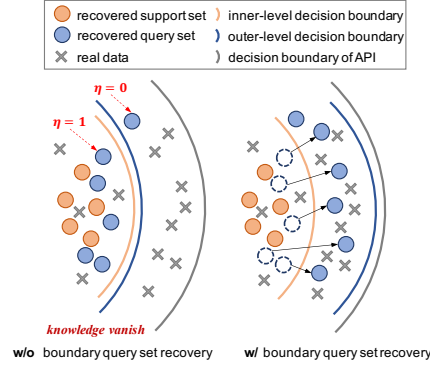 recovered support set
inner-level decision boundary
recovered query set
outer-level decision boundary
real data
decision boundary of API
η = 0
η = 1
knowledge vanish
w/o boundary query set recovery
w/ boundary query set recovery